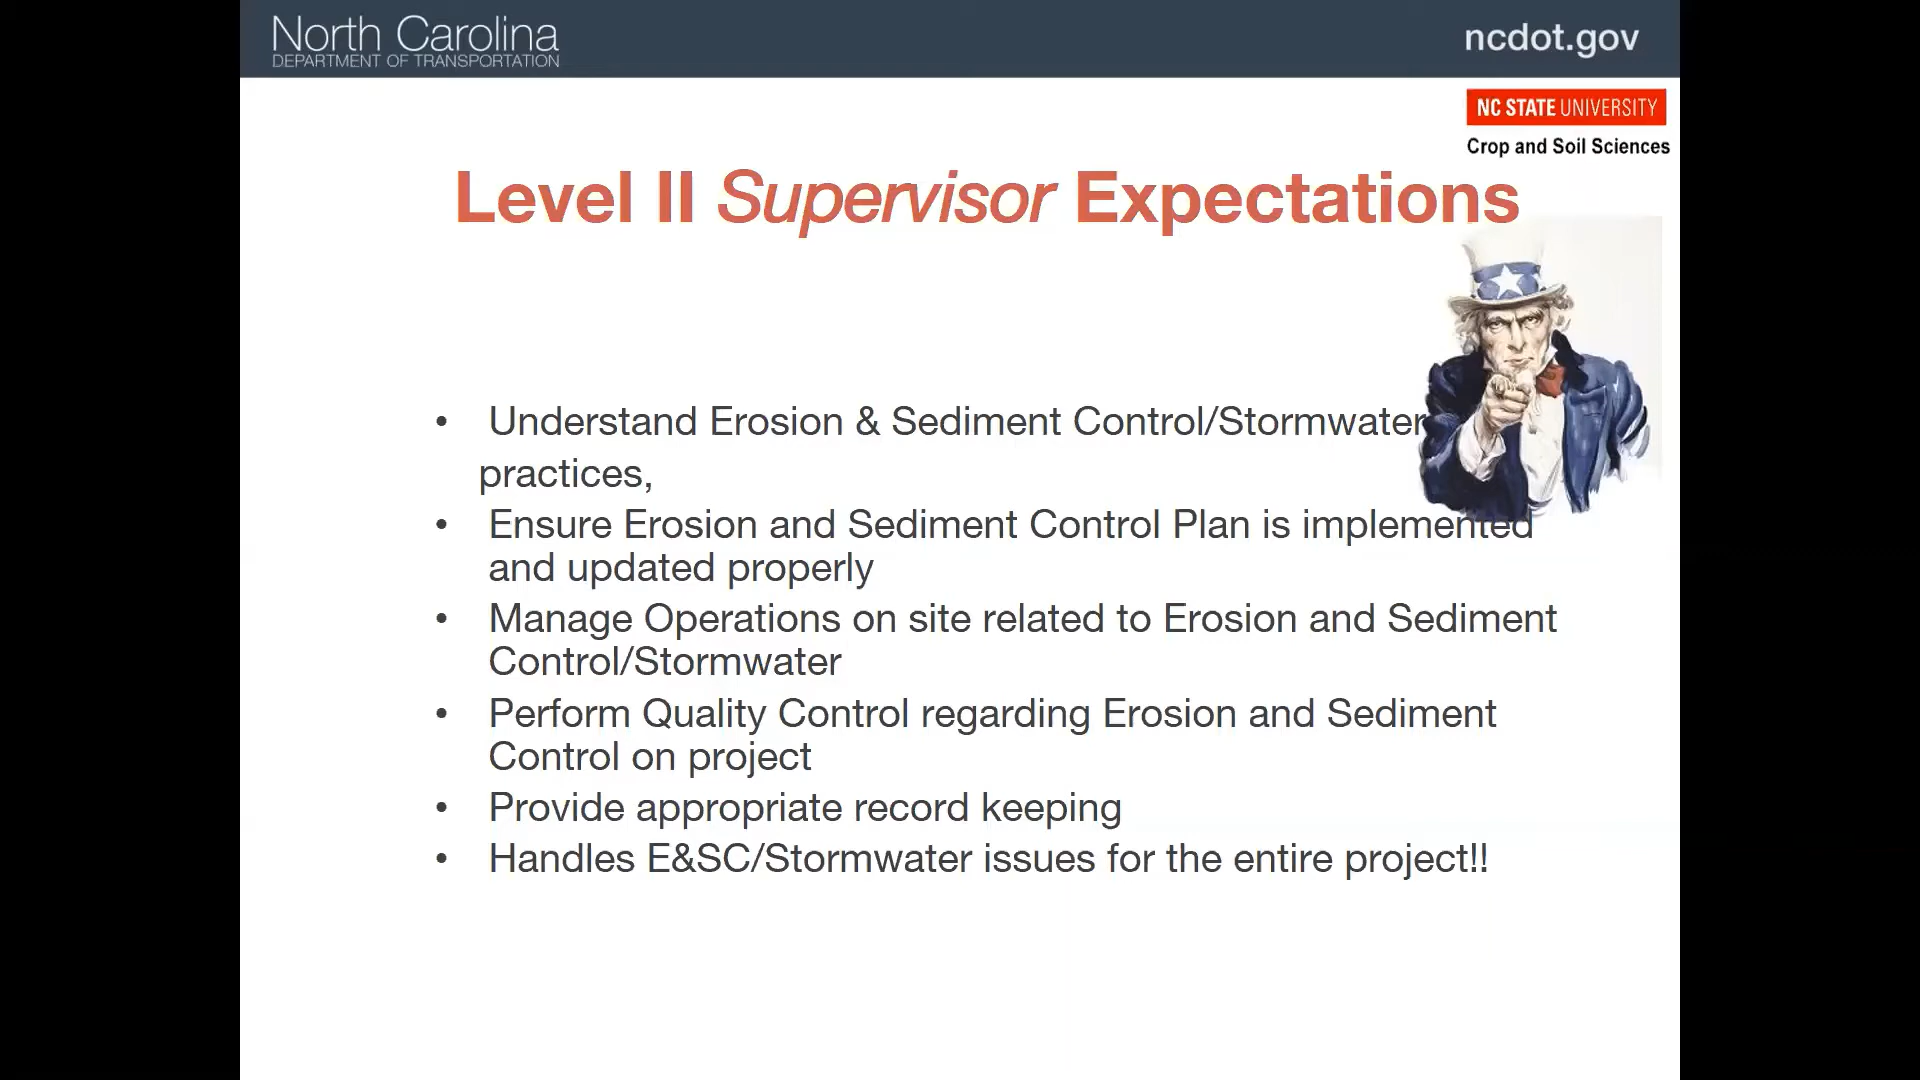 North Carolina
DEPARTMENT OF TRANSPORTATION
ncdot.gov
NC STATE UNIVERSITY
Crop and Soil Sciences
Level II Supervisor Expectations
• Understand Erosion & Sediment Control/Stormwater
practices,
• Ensure Erosion and Sediment Control Plan is implemented
and updated properly
• Manage Operations on site related to Erosion and Sediment
Control/Stormwater
• Perform Quality Control regarding Erosion and Sediment
Control on project
• Provide appropriate record keeping
• Handles E&SC/Stormwater issues for the entire project!!